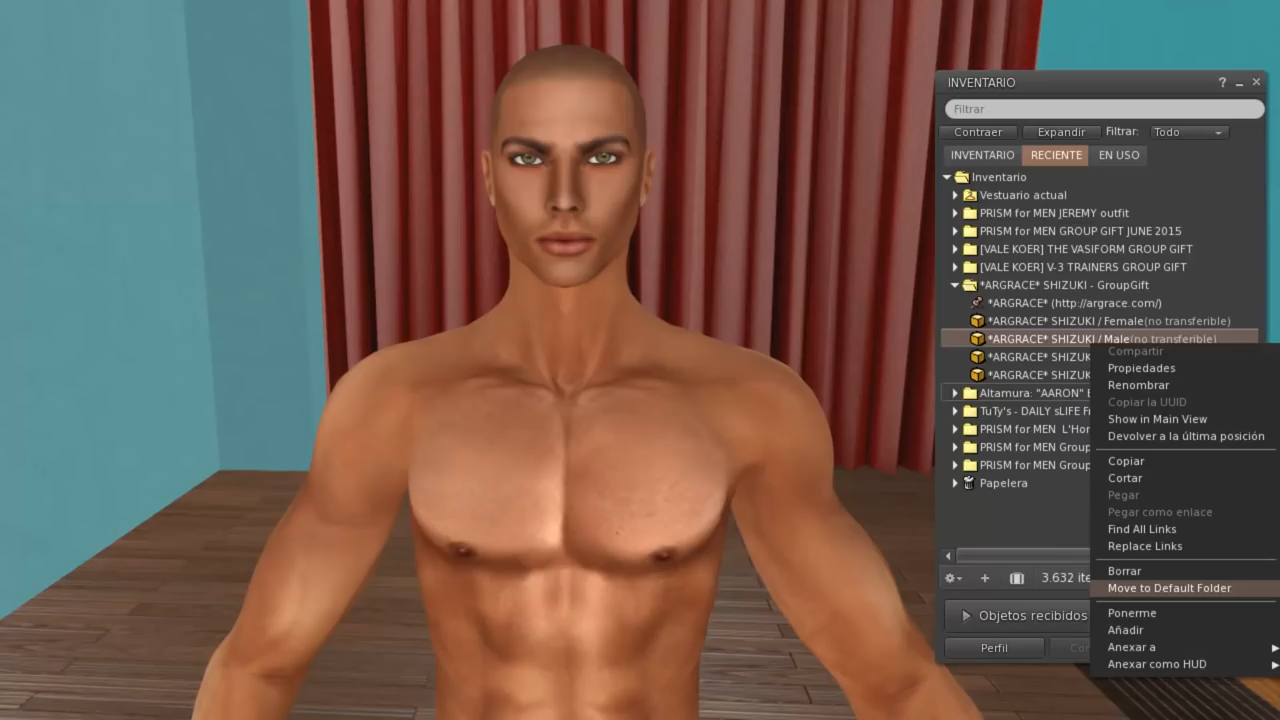 INVENTARIO
Filtrar
Contraer Expandir Filtrar: Todo
INVENTARIO RECIENTE EN USO
Inventario
Vestuario actual
PRISM for MEN JEREMY outfit
PRISM for MEN GROUP GIFT JUNE 2015
[VALE KOER] THE VASIFORM GROUP GIFT
[VALE KOER] V-3 TRAINERS GROUP GIFT
*ARGRACE* SHIZUKI - GroupGift
*ARGRACE* (http://argrace.com/)
*ARGRACE* SHIZUKI / Female(no transferible)
*ARGRACE* SHIZUKI / Male(no transferible)
*ARGRACE* SHIZUK
*ARGRACE* SHIZUK
Altamura: "AARON"
TuTy's - DAILY sLIFE
PRISM for MEN L'Hor
PRISM for MEN Group
PRISM for MEN Group
Papelera
3.632 ite
Objetos recibidos
Perfil
Compartir
Propiedades
Renombrar
Copiar la UUID
Show in Main View
Devolver a la última posición
Copiar
Cortar
Pegar
Pegar como enlace
Find All Links
Replace Links
Borrar
Move to Default Folder
Ponerme
Añadir
Anexar a
Anexar como HUD